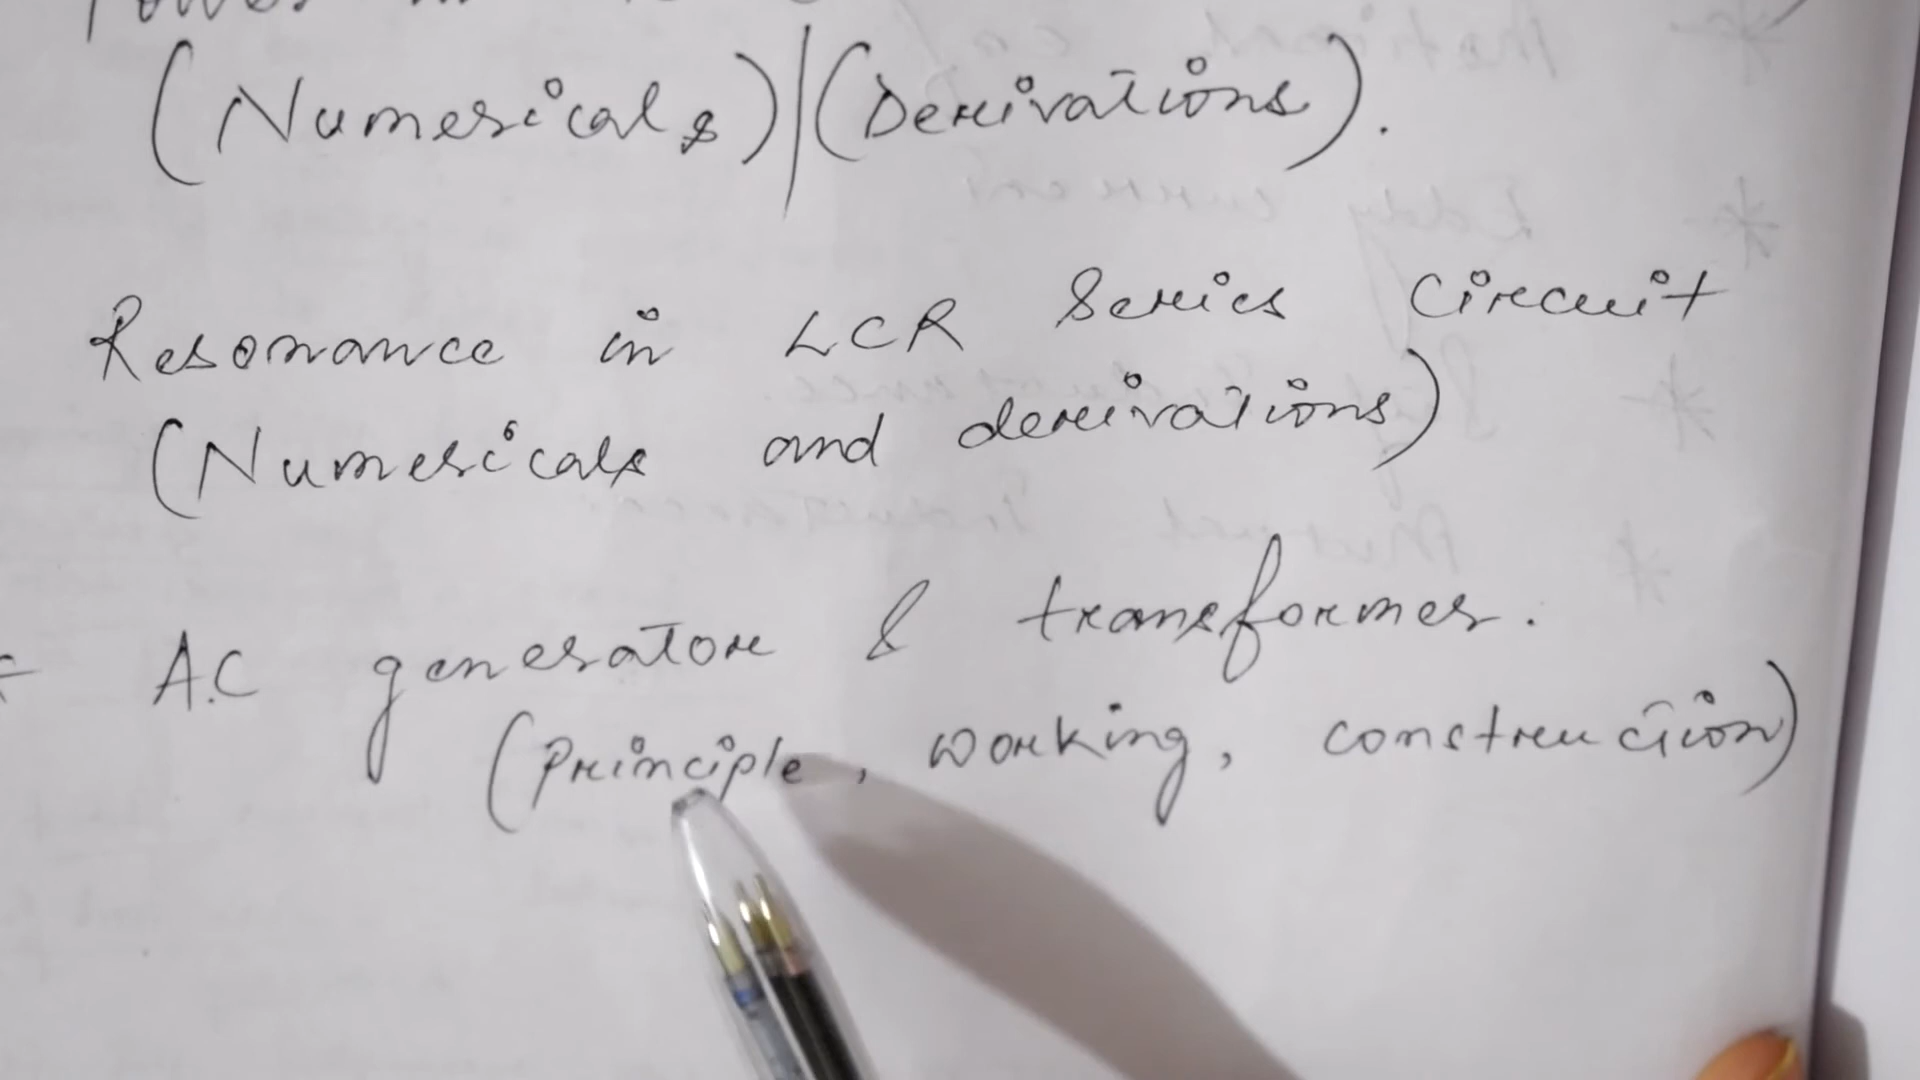 (Numericals)|(Derivations).
Resonance in LCR Series Circuit
(Numericals and derivations)
A.C generator & transformer.
(Principle, working, construction)